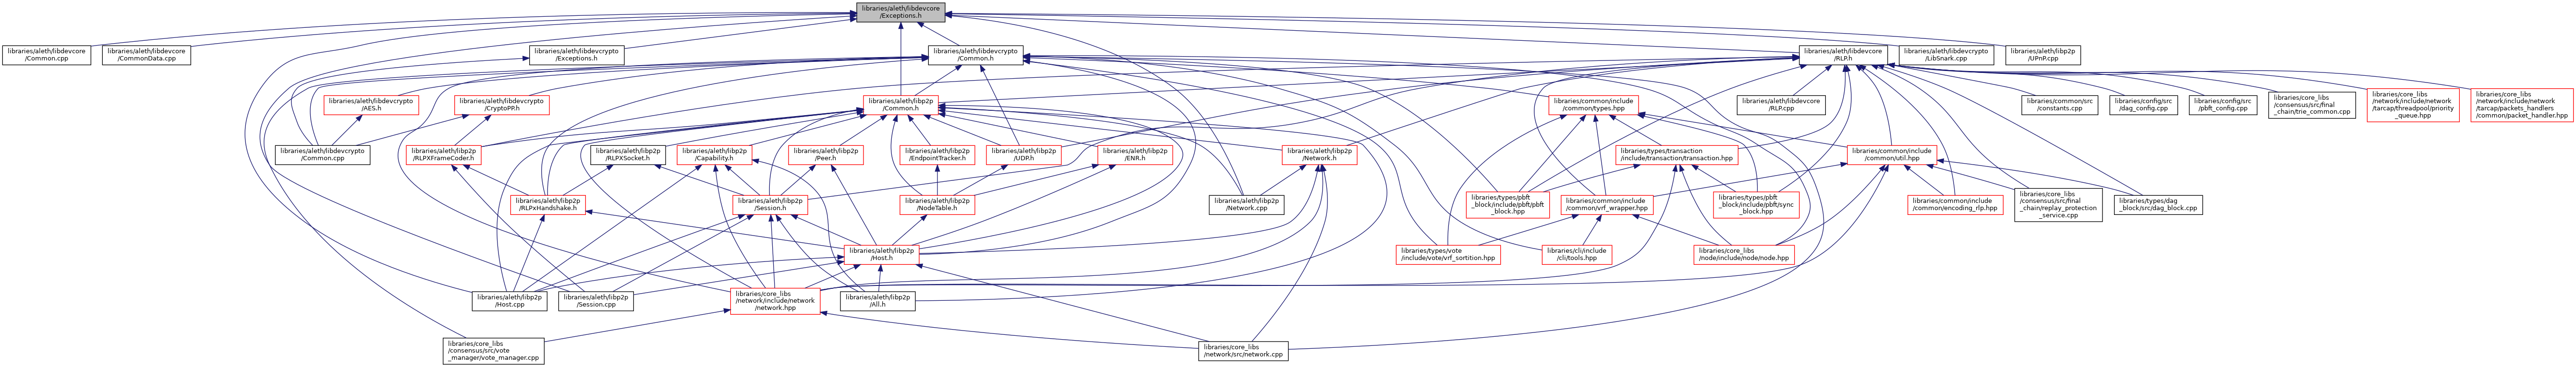 libraries/aleth/libdevcore
/Exceptions.h
libraries/aleth/libdevcore
/Common.cpp
libraries/aleth/libdevcore
/CommonData.cpp
libraries/aleth/libdevcrypto
/Exceptions.h
libraries/aleth/libdevcrypto
/Common.h
libraries/aleth/libdevcore
/RLP.h
libraries/aleth/libdevcrypto
/LibSnark.cpp
libraries/aleth/libp2p
/UPnP.cpp
libraries/aleth/libdevcrypto
/AES.h
libraries/aleth/libdevcrypto
/CryptoPP.h
libraries/aleth/libp2p
/Common.h
libraries/common/include
/common/types.hpp
libraries/aleth/libdevcore
/RLP.cpp
libraries/common/src
/constants.cpp
libraries/config/src
/dag_config.cpp
libraries/config/src
/pbft_config.cpp
libraries/core_libs
/consensus/src/final
_chain/trie_common.cpp
libraries/core_libs
/network/include/network
/tarcap/threadpool/priority
_queue.hpp
libraries/core_libs
/network/include/network
/tarcap/packets_handlers
/common/packet_handler.hpp
libraries/aleth/libdevcrypto
/Common.cpp
libraries/aleth/libp2p
/RLPXFrameCoder.h
libraries/aleth/libp2p
/RLPXSocket.h
libraries/aleth/libp2p
/Capability.h
libraries/aleth/libp2p
/Peer.h
libraries/aleth/libp2p
/EndpointTracker.h
libraries/aleth/libp2p
/UDP.h
libraries/aleth/libp2p
/ENR.h
libraries/aleth/libp2p
/Network.h
libraries/types/transaction
/include/transaction/transaction.hpp
libraries/common/include
/common/util.hpp
libraries/aleth/libp2p
/RLPxHandshake.h
libraries/aleth/libp2p
/Session.h
libraries/aleth/libp2p
/NodeTable.h
libraries/aleth/libp2p
/Network.cpp
libraries/types/pbft
_block/include/pbft/pbft
_block.hpp
libraries/common/include
/common/vrf_wrapper.hpp
libraries/types/pbft
_block/include/pbft/sync
_block.hpp
libraries/common/include
/common/encoding_rlp.hpp
libraries/core_libs
/consensus/src/final
_chain/replay_protection
_service.cpp
libraries/types/dag
_block/src/dag_block.cpp
libraries/aleth/libp2p
/Host.h
libraries/types/vote
/include/vote/vrf_sortition.hpp
libraries/cli/include
/cli/tools.hpp
libraries/core_libs
/node/include/node/node.hpp
libraries/aleth/libp2p
/Host.cpp
libraries/aleth/libp2p
/Session.cpp
libraries/core_libs
/network/include/network
/network.hpp
libraries/aleth/libp2p
/All.h
libraries/core_libs
/consensus/src/vote
_manager/vote_manager.cpp
libraries/core_libs
/network/src/network.cpp